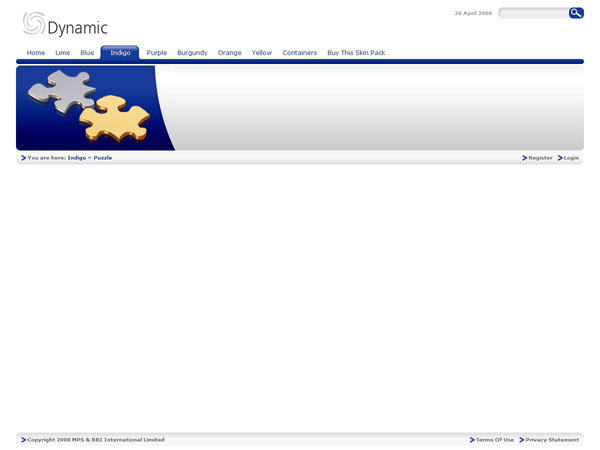 29 April 2008
Dynamic
Home Lime Blue Indigo Purple Burgundy Orange Yellow Containers Buy This Skin Pack
You are here: Indigo ~ Puzzle Register Login
Copyright 2008 MPS & BBI International Limited Terms Of Use Privacy Statement